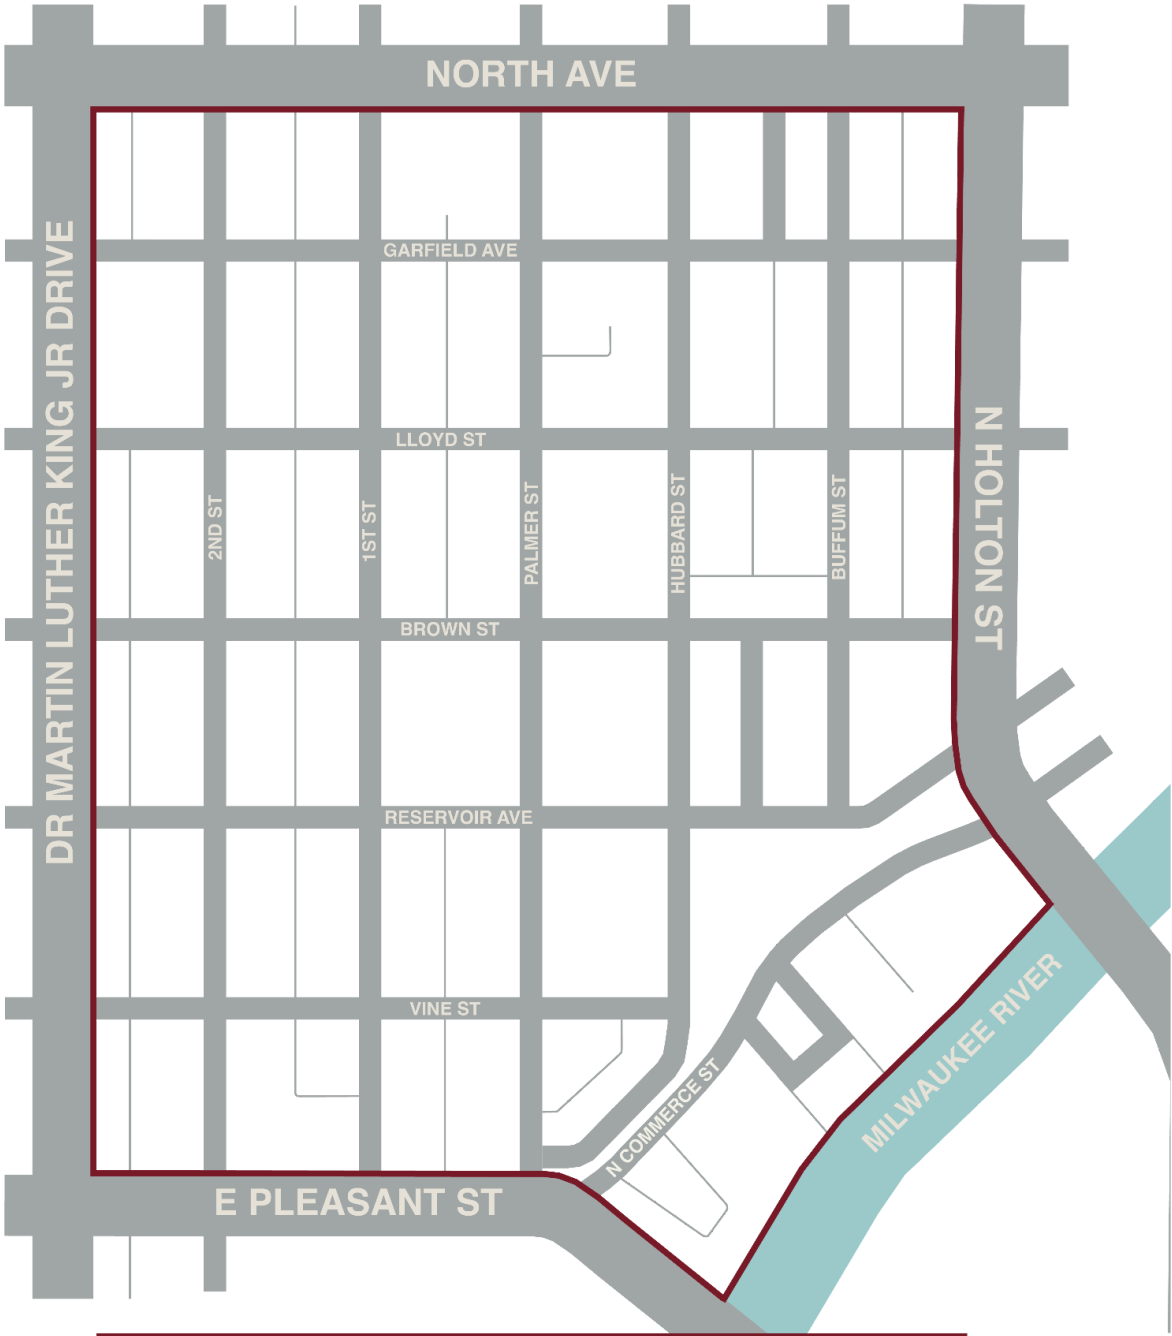 NORTH AVE
GARFIELD AVE
DR MARTIN LUTHER KING JR DRIVE
LLOYD ST
N HOLTON ST
2ND ST
1ST ST
PALMER ST
HUBBARD ST
BUFFUM ST
BROWN ST
RESERVOIR AVE
VINE ST
N COMMERCE ST
MILWAUKEE RIVER
E PLEASANT ST